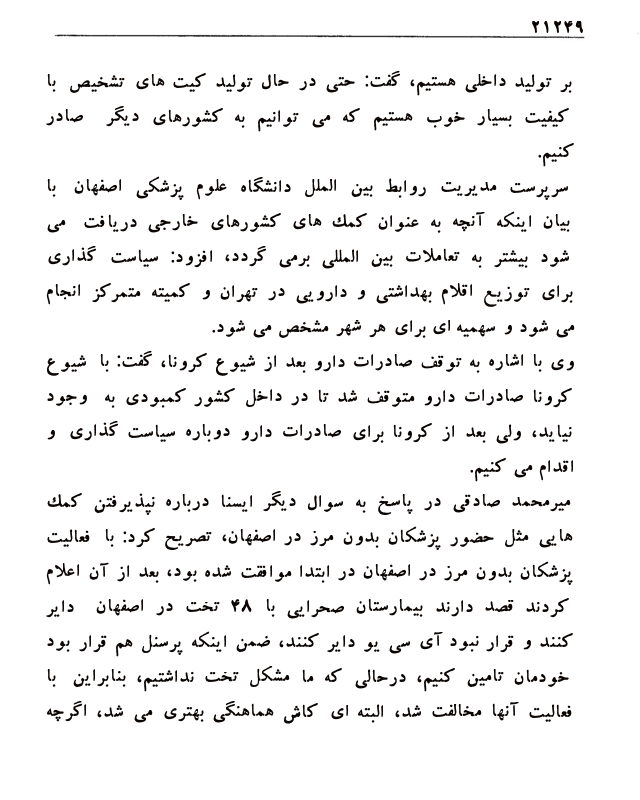 ۲۱۲۴۹
بر تولید داخلی هستیم، گفت: حتی در حال تولید کیت های تشخیص با
کیفیت بسیار خوب هستیم که می توانیم به کشورهای دیگر صادر
کنیم.
سرپرست مدیریت روابط بین الملل دانشگاه علوم پزشکی اصفهان با
بیان اینکه آنچه به عنوان کمك های کشورهای خارجی دریافت می
شود بیشتر به تعاملات بین المللی برمی گردد، افزود: سیاست گذاری
برای توزیع اقلام بهداشتی و دارویی در تهران و کمیته متمرکز انجام
می شود و سهمیه ای برای هر شهر مشخص می شود.
وی با اشاره به توقف صادرات دارو بعد از شیوع کرونا، گفت: با شیوع
کرونا صادرات دارو متوقف شد تا در داخل کشور کمبودی به وجود
نیاید، ولی بعد از کرونا برای صادرات دارو دوباره سیاست گذاری و
اقدام می کنیم.
میرمحمد صادقی در پاسخ به سوال دیگر ایسنا درباره نپذیرفتن کمك
هایی مثل حضور پزشکان بدون مرز در اصفهان، تصریح کرد: با فعالیت
پزشکان بدون مرز در اصفهان در ابتدا موافقت شده بود، بعد از آن اعلام
کردند قصد دارند بیمارستان صحرایی با ۴۸ تخت در اصفهان دایر
کنند و قرار نبود آی سی یو دایر کنند، ضمن اینکه پرسنل هم قرار بود
خودمان تامین کنیم، درحالی که ما مشکل تخت نداشتیم، بنابراین با
فعالیت آنها مخالفت شد، البته ای کاش هماهنگی بهتری می شد، اگرچه